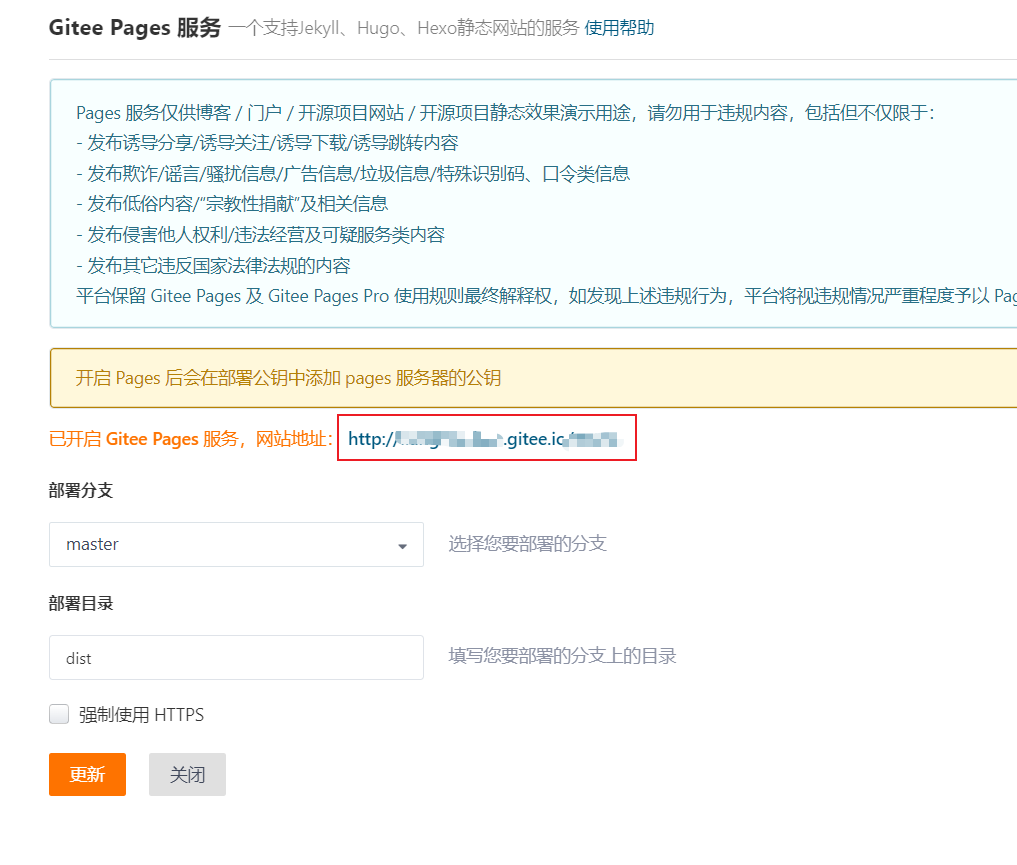 Gitee Pages 服务 一个支持Jekyll、Hugo、Hexo静态网站的服务 使用帮助
Pages 服务仅供博客 / 门户 / 开源项目网站 / 开源项目静态效果演示用途，请勿用于违规内容，包括但不仅限于：
- 发布诱导分享/诱导关注/诱导下载/诱导跳转内容
- 发布欺诈/谣言/骚扰信息/广告信息/垃圾信息/特殊识别码、口令类信息
- 发布低俗内容/“宗教性捐献”及相关信息
- 发布侵害他人权利/违法经营及可疑服务类内容
- 发布其它违反国家法律法规的内容
平台保留 Gitee Pages 及 Gitee Pages Pro 使用规则最终解释权，如发现上述违规行为，平台将视违规情况严重程度予以
开启 Pages 后会在部署公钥中添加 pages 服务器的公钥
已开启 Gitee Pages 服务，网站地址： http:/ .gitee.io
部署分支
master 选择您要部署的分支
部署目录
dist 填写您要部署的分支上的目录
强制使用 HTTPS
更新 关闭